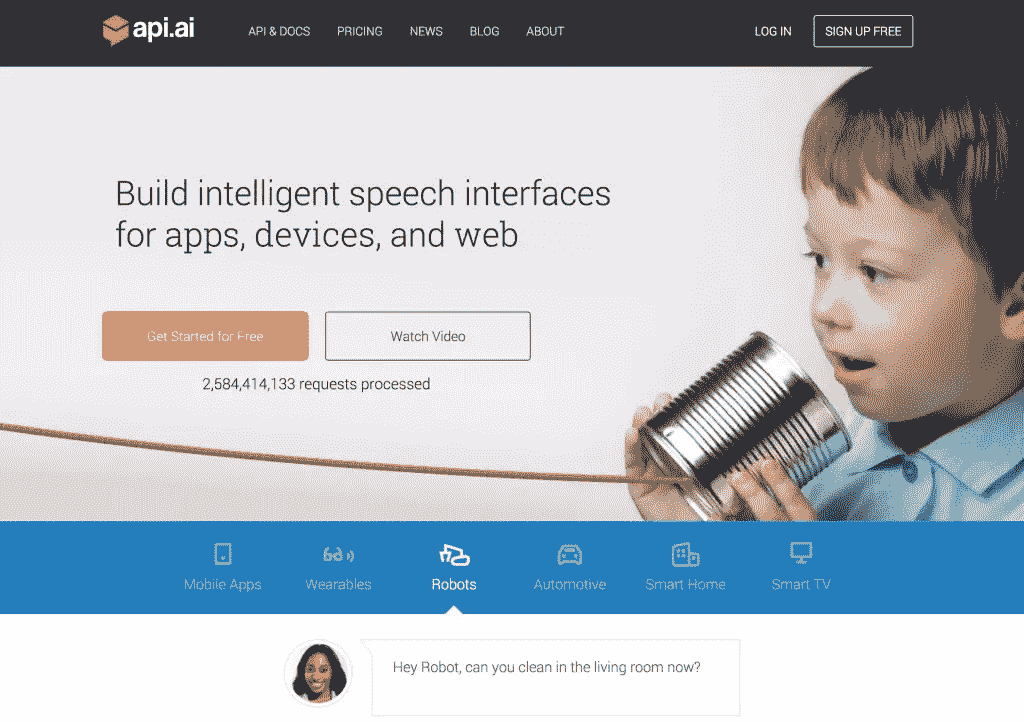 api.ai
API & DOCS
PRICING
NEWS
BLOG
ABOUT
LOG IN
SIGN UP FREE
Build intelligent speech interfaces
for apps, devices, and web
Get Started for Free
Watch Video
2,584,414,133 requests processed
Mobile Apps
Wearables
Robots
Automotive
Smart Home
Smart TV
Hey Robot, can you clean in the living room now?